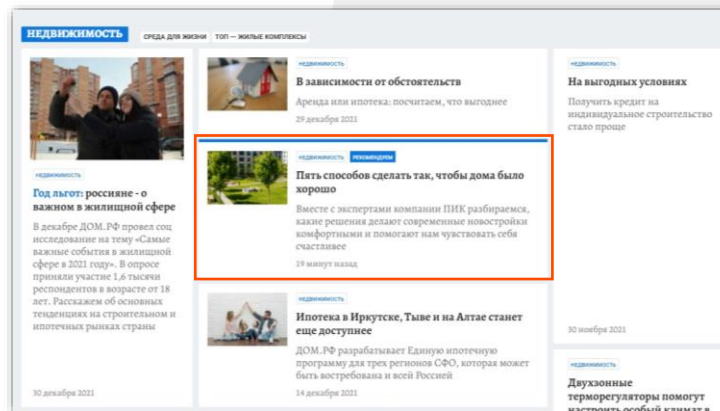 НЕДВИЖИМОСТЬ
СРЕДА ДЛЯ ЖИЗНИ
ТОП — ЖИЛЫЕ КОМПЛЕКСЫ
НЕДВИЖИМОСТЬ
Год льгот: россияне - о
важном в жилищной сфере
В декабре ДОМ.РФ провел соц
исследование на тему «Самые
важные события в жилищной
сфере в 2021 году». В опросе
приняли участие 1,6 тысячи
респондентов в возрасте от 18
лет. Расскажем об основных
тенденциях на строительном и
ипотечных рынках страны
30 декабря 2021
НЕДВИЖИМОСТЬ
В зависимости от обстоятельств
Аренда или ипотека: посчитаем, что выгоднее
29 декабря 2021
НЕДВИЖИМОСТЬ
РЕКОМЕНДУЕМ
Пять способов сделать так, чтобы дома было
хорошо
Вместе с экспертами компании ПИК разбираемся,
какие решения делают современные новостройки
комфортными и помогают нам чувствовать себя
счастливее
19 минут назад
НЕДВИЖИМОСТЬ
Ипотека в Иркутске, Тыве и на Алтае станет
еще доступнее
ДОМ.РФ разрабатывает Единую ипотечную
программу для трех регионов СФО, которая может
быть востребована и всей Россией
14 декабря 2021
НЕДВИЖИМОСТЬ
На выгодных условиях
Получить кредит на
индивидуальное строительство
стало проще
30 ноября 2021
НЕДВИЖИМОСТЬ
Двухзонные
терморегуляторы помогут
настроить особый климат в